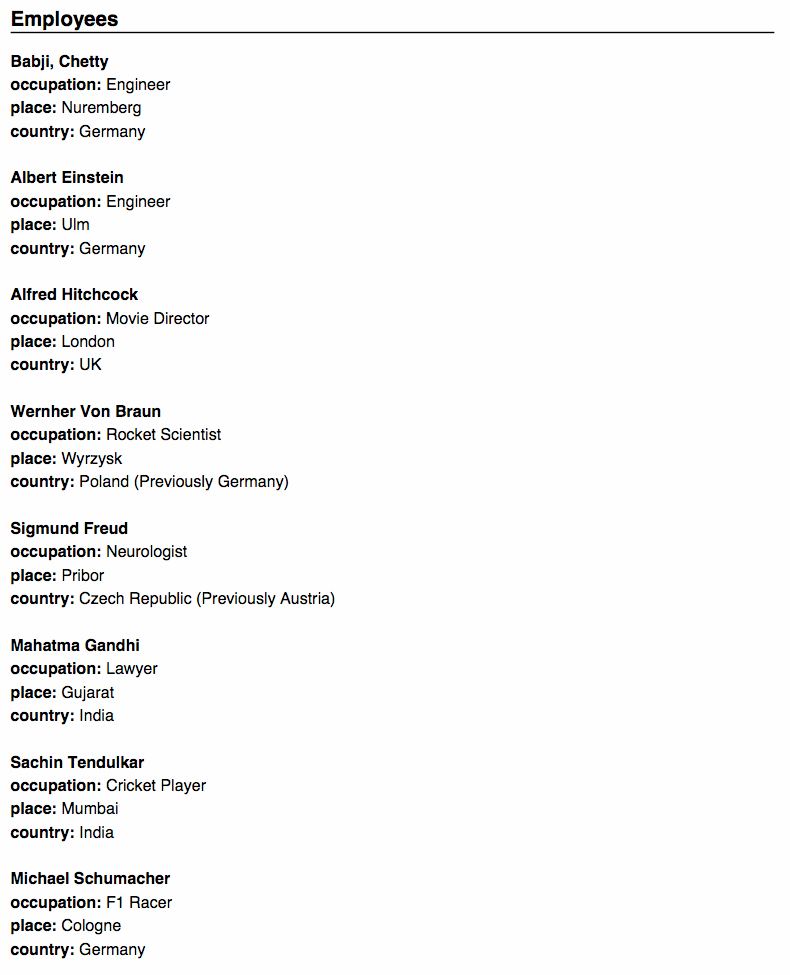 Employees
Babji, Chetty
occupation: Engineer
place: Nuremberg
country: Germany
Albert Einstein
occupation: Engineer
place: Ulm
country: Germany
Alfred Hitchcock
occupation: Movie Director
place: London
country: UK
Wernher Von Braun
occupation: Rocket Scientist
place: Wyrzysk
country: Poland (Previously Germany)
Sigmund Freud
occupation: Neurologist
place: Pribor
country: Czech Republic (Previously Austria)
Mahatma Gandhi
occupation: Lawyer
place: Gujarat
country: India
Sachin Tendulkar
occupation: Cricket Player
place: Mumbai
country: India
Michael Schumacher
occupation: F1 Racer
place: Cologne
country: Germany